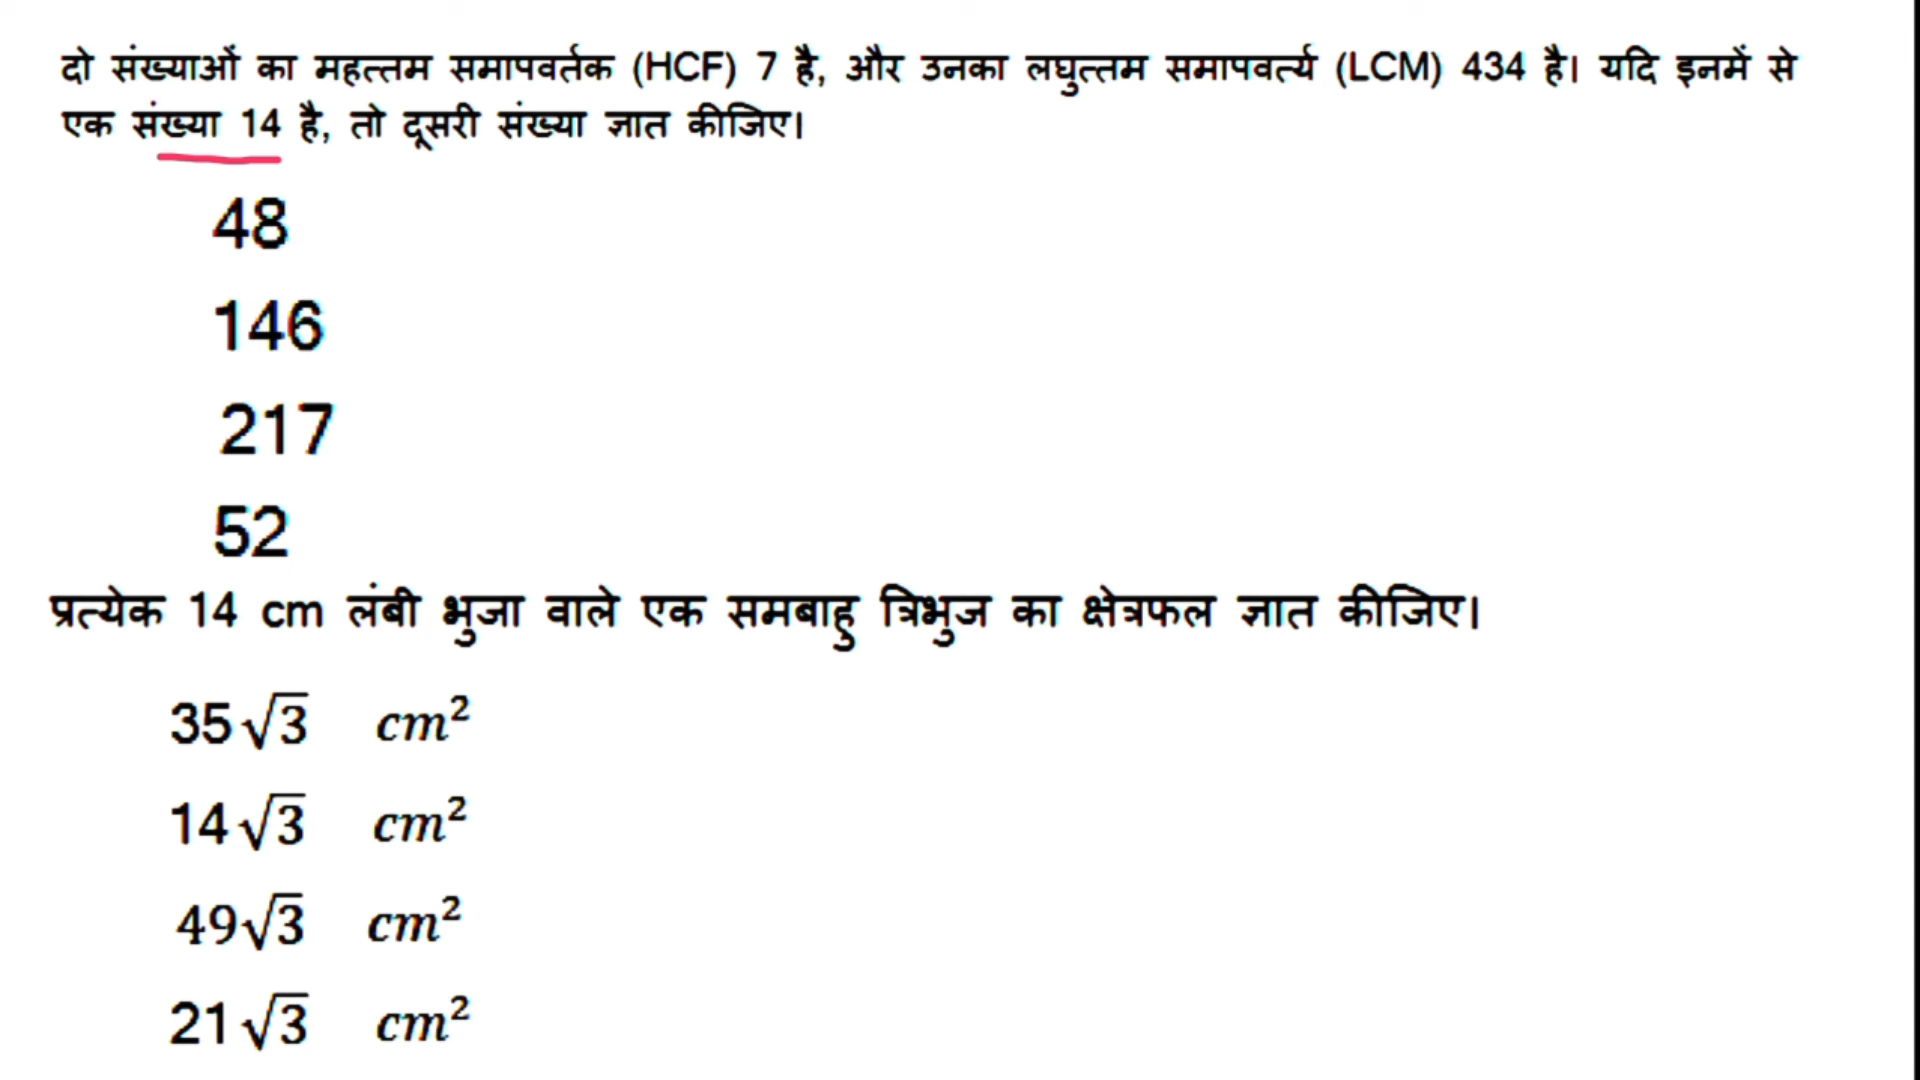 दो संख्याओं का महत्तम समापवर्तक (HCF) 7 है, और उनका लघुत्तम समापवर्त्य (LCM) 434 है। यदि इनमें से
एक संख्या 14 है, तो दूसरी संख्या ज्ञात कीजिए।
48
146
217
52
प्रत्येक 14 cm लंबी भुजा वाले एक समबाहु त्रिभुज का क्षेत्रफल ज्ञात कीजिए।
35√3 cm²
14√3 cm²
49√3 cm²
21√3 cm²